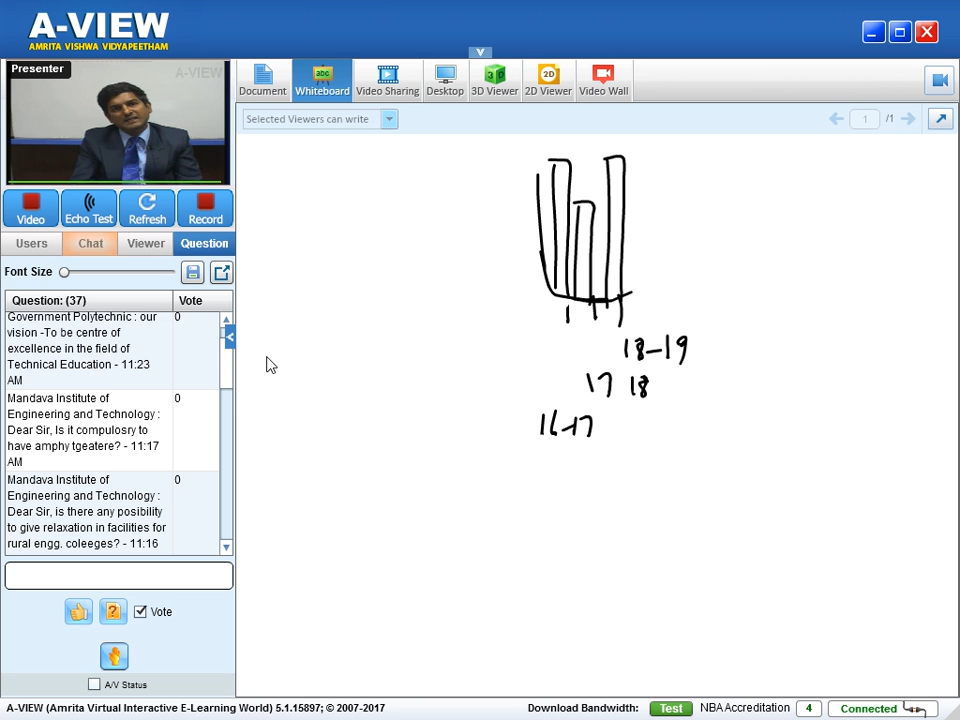 A-VIEW
AMRITA VISHWA VIDYAPEETHAM
Presenter
A-VIEW
Document
Whiteboard
Video Sharing
Desktop
3D Viewer
2D Viewer
Video Wall
Selected Viewers can write
1 /1
Video
Echo Test
Refresh
Record
Users
Chat
Viewer
Question
Font Size
Question: (37) Vote
Government Polytechnic : our 0
vision -To be centre of
excellence in the field of
Technical Education - 11:23
AM
Mandava Institute of 0
Engineering and Technology :
Dear Sir, Is it compulosry to
have amphy tgeatere? - 11:17
AM
Mandava Institute of 0
Engineering and Technology :
Dear Sir, is there any posibility
to give relaxation in facilities for
rural engg. coleeges? - 11:16
Vote
A/V Status
18-19
17 18
16-17
A-VIEW (Amrita Virtual Interactive E-Learning World) 5.1.15897; © 2007-2017
Download Bandwidth: Test NBA Accreditation 4 Connected